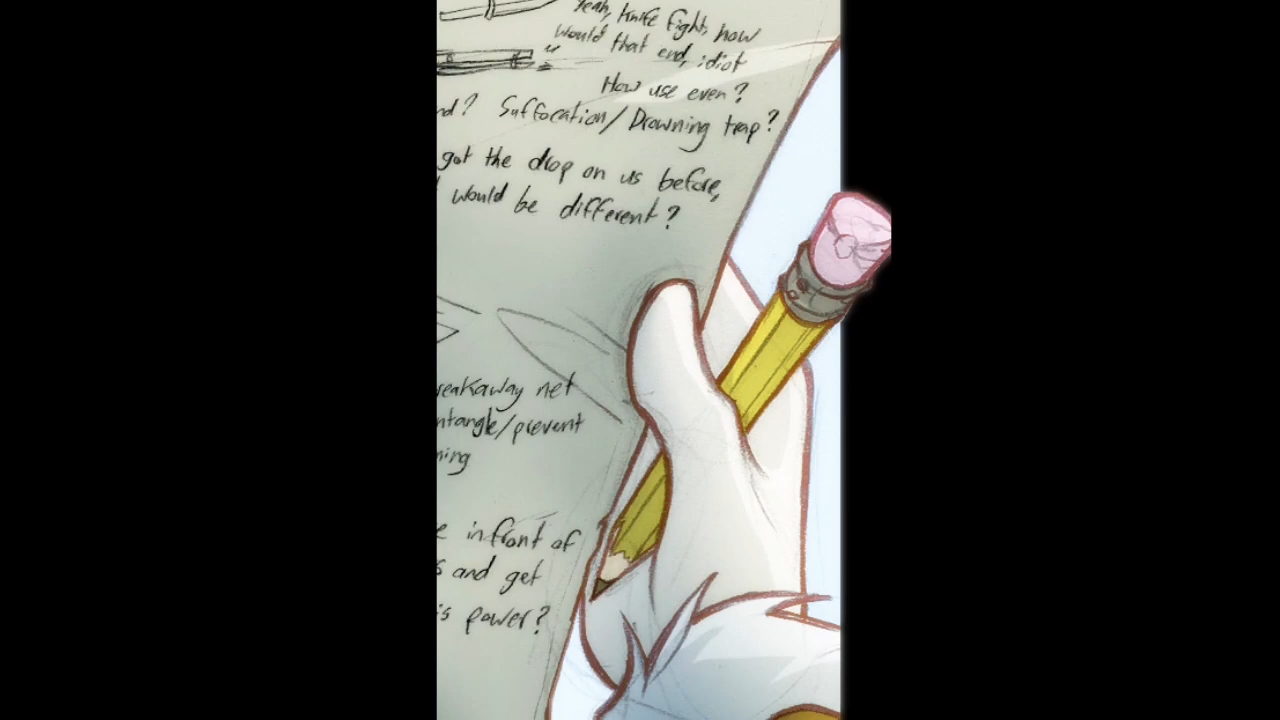 Yeah, knife fight, how
would that end, idiot
How use even?
nd? Suffocation/Drowning trap?
got the drop on us before,
would be different?
reakaway net
ntangle/prevent
ning
e infront of
s and get
is power?